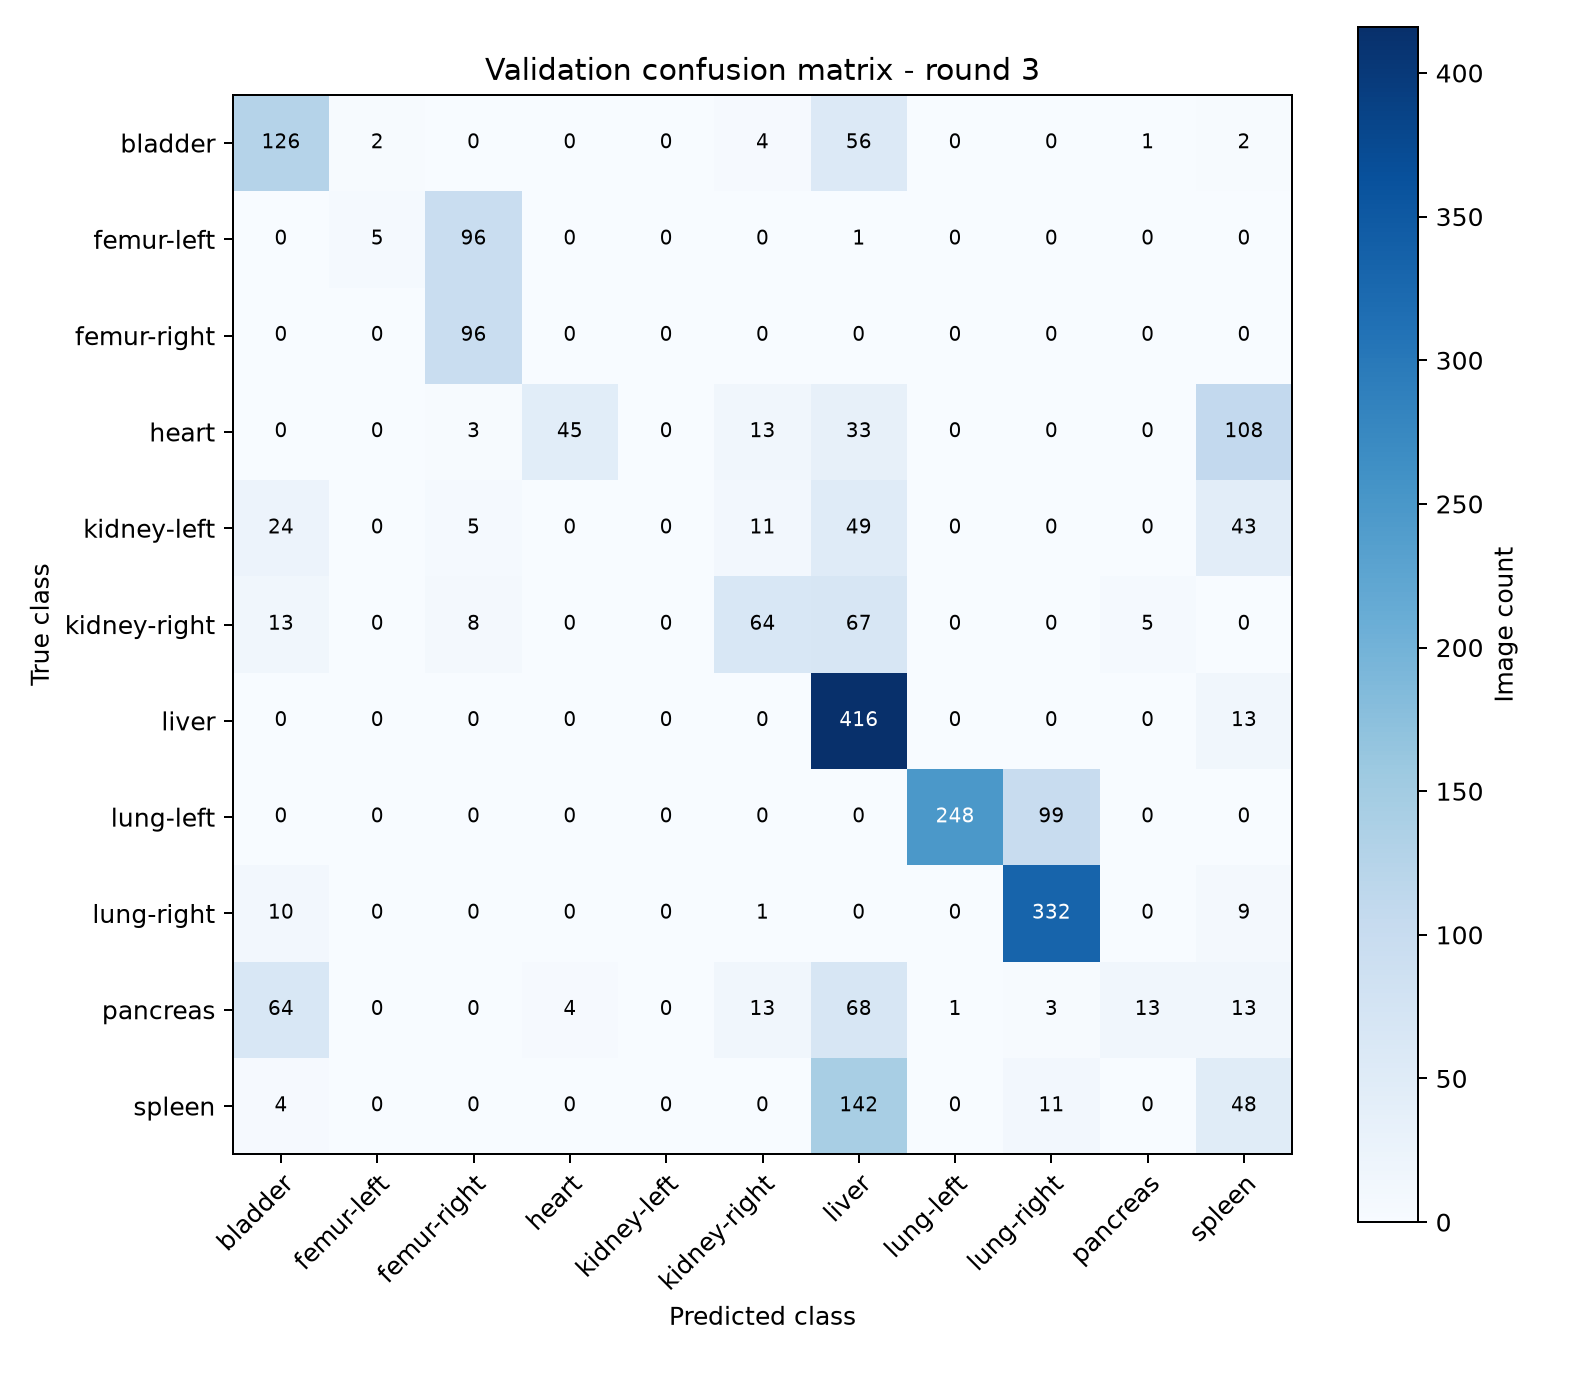 Validation confusion matrix - round 3
bladder 126 2 0 0 0 4 56 0 0 1 2
femur-left 0 5 96 0 0 0 1 0 0 0 0
femur-right 0 0 96 0 0 0 0 0 0 0 0
heart 0 0 3 45 0 13 33 0 0 0 108
kidney-left 24 0 5 0 0 11 49 0 0 0 43
kidney-right 13 0 8 0 0 64 67 0 0 5 0
liver 0 0 0 0 0 0 416 0 0 0 13
lung-left 0 0 0 0 0 0 0 248 99 0 0
lung-right 10 0 0 0 0 1 0 0 332 0 9
pancreas 64 0 0 4 0 13 68 1 3 13 13
spleen 4 0 0 0 0 0 142 0 11 0 48
bladder femur-left femur-right heart kidney-left kidney-right liver lung-left lung-right pancreas spleen
Predicted class
True class
400
350
300
250
200
150
100
50
0
Image count